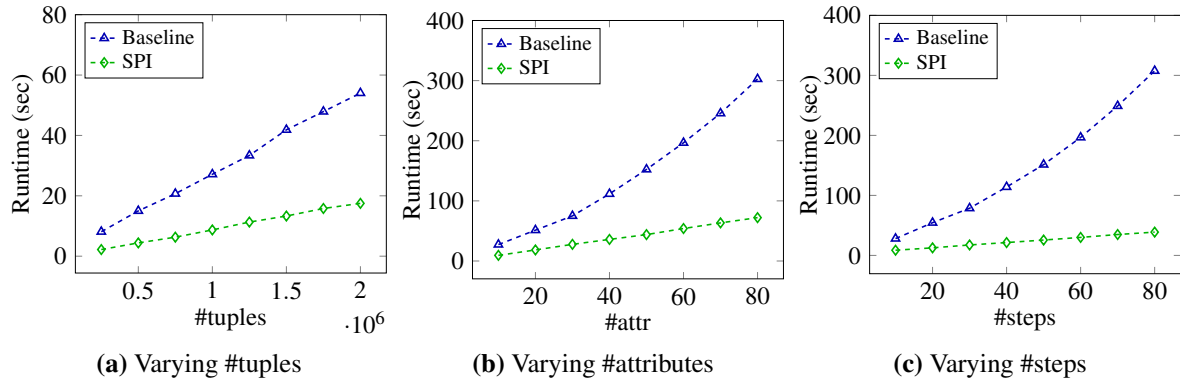 80
60
40
20
0
Runtime (sec)
Baseline
SPI
0.5 1 1.5 2
#tuples
·10⁶
(a) Varying #tuples
400
300
200
100
0
Runtime (sec)
Baseline
SPI
20 40 60 80
#attr
(b) Varying #attributes
400
300
200
100
0
Runtime (sec)
Baseline
SPI
20 40 60 80
#steps
(c) Varying #steps